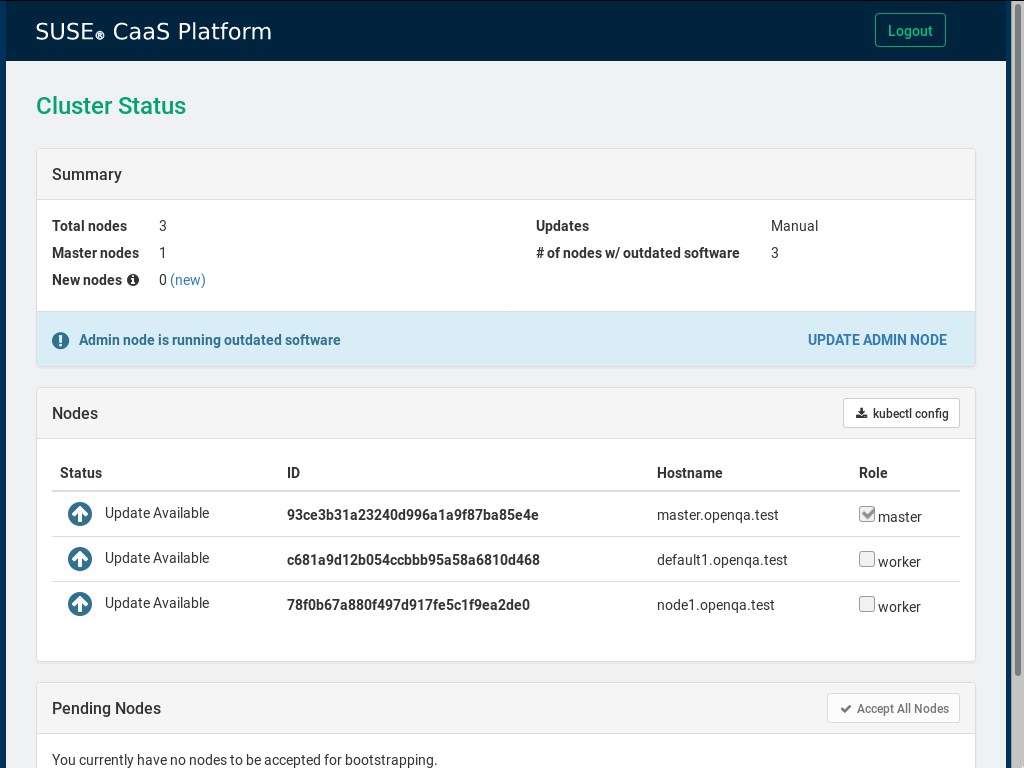 SUSE® CaaS Platform
Logout
Cluster Status
Summary
Total nodes 3
Updates Manual
Master nodes 1
# of nodes w/ outdated software 3
New nodes 0 (new)
Admin node is running outdated software
UPDATE ADMIN NODE
Nodes
kubectl config
Status ID Hostname Role
Update Available 93ce3b31a23240d996a1a9f87ba85e4e master.openqa.test master
Update Available c681a9d12b054ccbbb95a58a6810d468 default1.openqa.test worker
Update Available 78f0b67a880f497d917fe5c1f9ea2de0 node1.openqa.test worker
Pending Nodes
Accept All Nodes
You currently have no nodes to be accepted for bootstrapping.